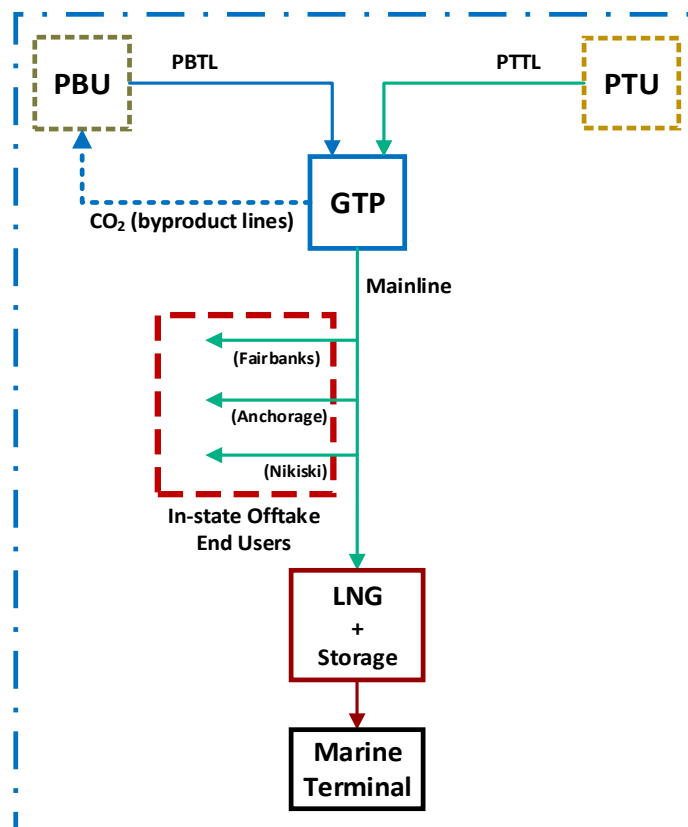 PBTL
PTTL
PBU
PTU
GTP
CO₂ (byproduct lines)
Mainline
(Fairbanks)
(Anchorage)
(Nikiski)
In-state Offtake
End Users
LNG
+
Storage
Marine
Terminal